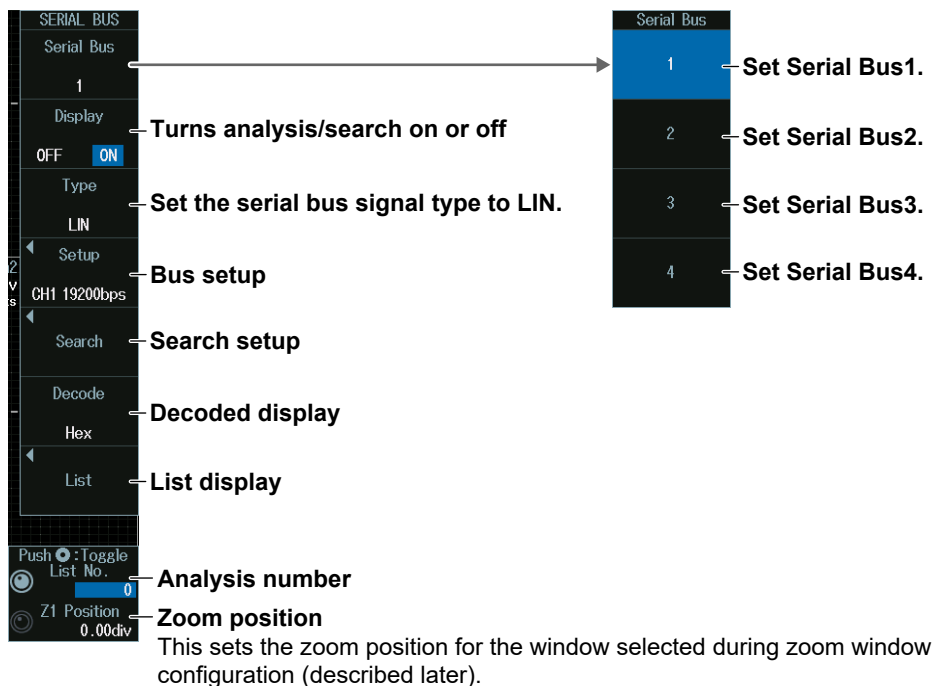 SERIAL BUS
Serial Bus
1
Display
OFF ON
Type
LIN
Setup
CH1 19200bps
Search
Decode
Hex
List
Push :Toggle
List No.
0
Z1 Position
0.00div
Turns analysis/search on or off
Set the serial bus signal type to LIN.
Bus setup
Search setup
Decoded display
List display
Analysis number
Zoom position
This sets the zoom position for the window selected during zoom window
configuration (described later).
Serial Bus
1
Set Serial Bus1.
2
Set Serial Bus2.
3
Set Serial Bus3.
4
Set Serial Bus4.